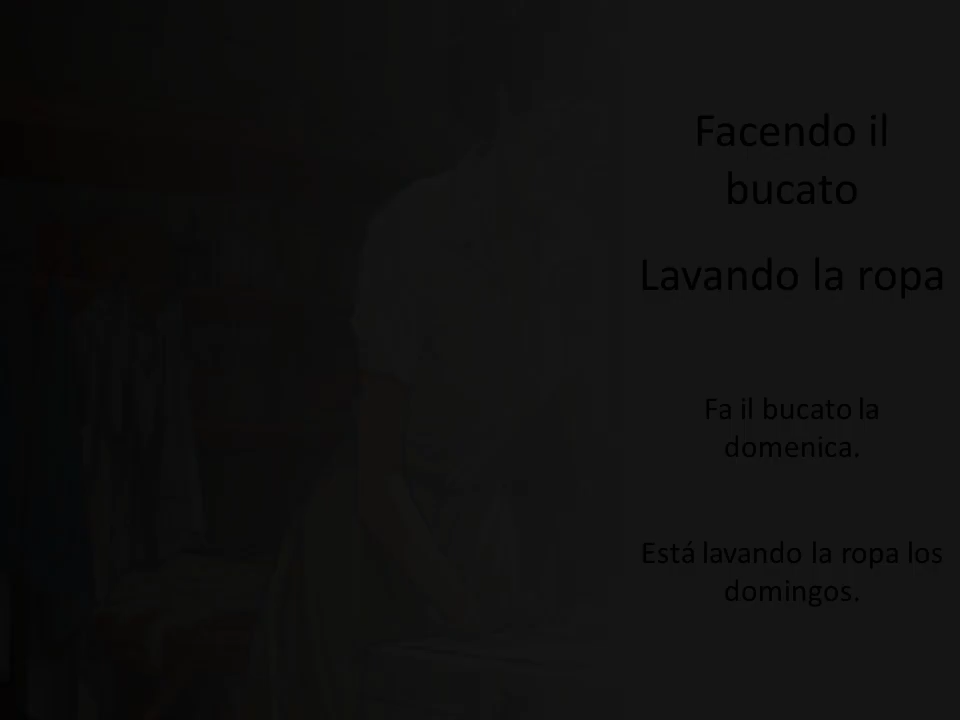 Facendo il
bucato
Lavando la ropa
Fa il bucato la
domenica.
Está lavando la ropa los
domingos.